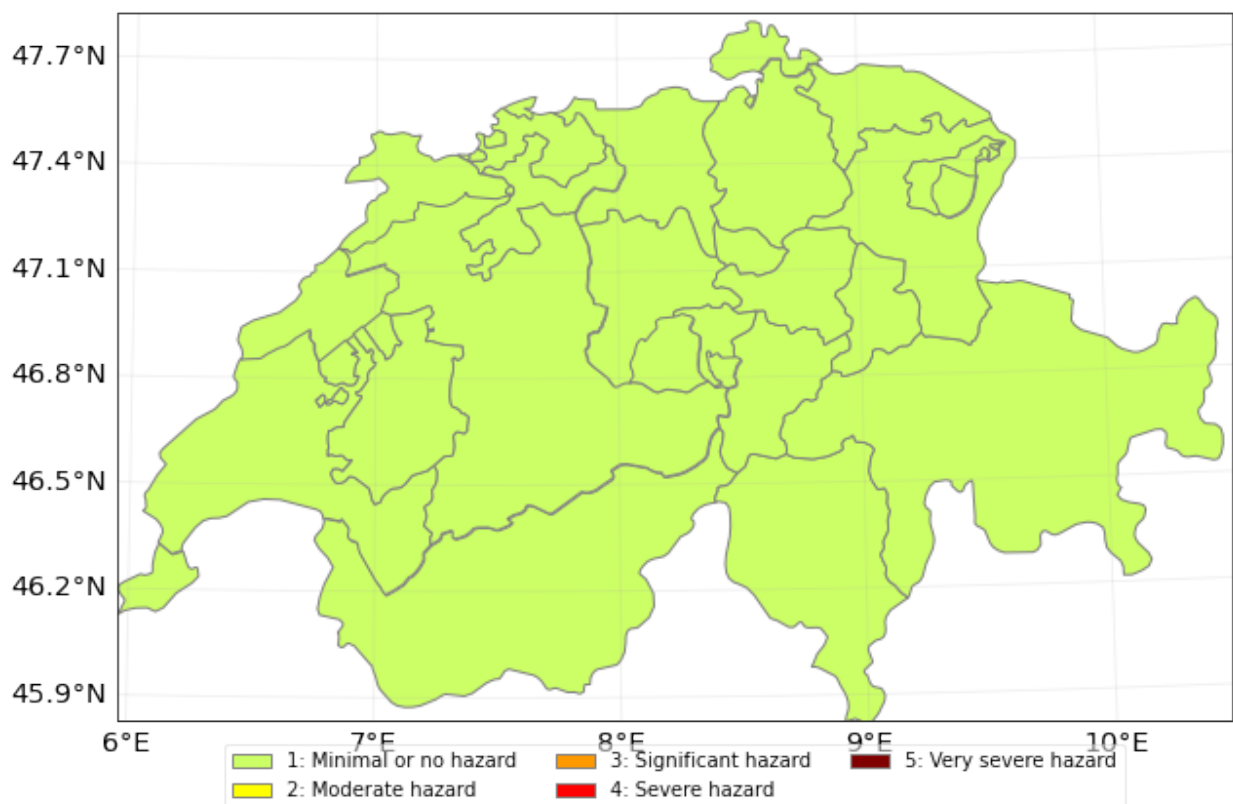 47.7°N
47.4°N
47.1°N
46.8°N
46.5°N
46.2°N
45.9°N
6°E 7°E 8°E 9°E 10°E
1: Minimal or no hazard 3: Significant hazard 5: Very severe hazard
2: Moderate hazard 4: Severe hazard